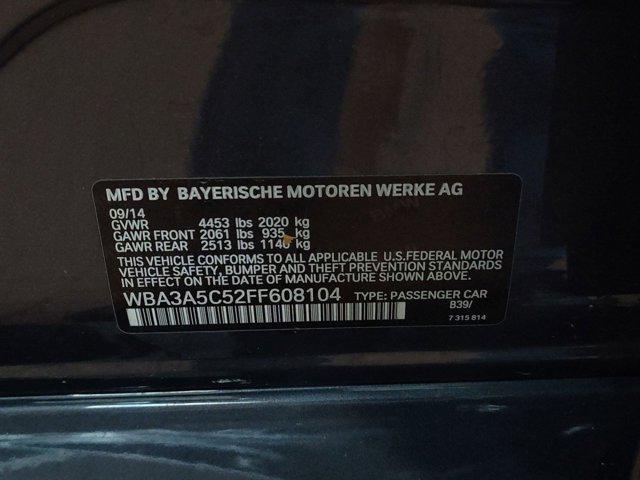 MFD BY BAYERISCHE MOTOREN WERKE AG
09/14
GVWR 4453 lbs 2020 kg
GAWR FRONT 2061 lbs 935 kg
GAWR REAR 2513 lbs 1140 kg
THIS VEHICLE CONFORMS TO ALL APPLICABLE U.S.FEDERAL MOTOR
VEHICLE SAFETY, BUMPER, AND THEFT PREVENTION STANDARDS
IN EFFECT ON THE DATE OF MANUFACTURE SHOWN ABOVE.
WBA3A5C52FF608104 TYPE: PASSENGER CAR
B39/
7 315 814